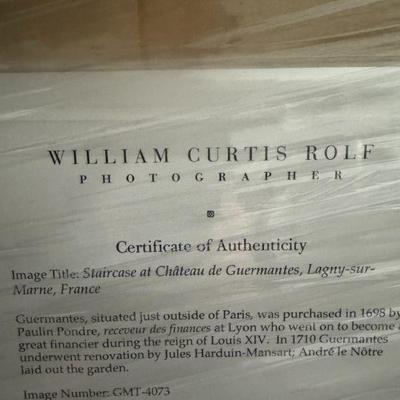 WILLIAM CURTIS ROLF
PHOTOGRAPHER
Certificate of Authenticity
Image Title: Staircase at Château de Guermantes, Lagny-sur-
Marne, France
Guermantes, situated just outside of Paris, was purchased in 1698 by
Paulin Pondre, receveur des finances at Lyon who went on to become a
great financier during the reign of Louis XIV. In 1710 Guermantes
underwent renovation by Jules Harduin-Mansart; André le Nôtre
laid out the garden.
Image Number: GMT-4073